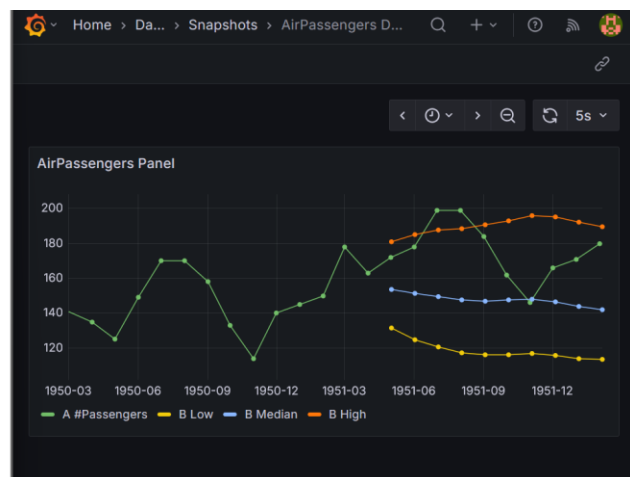 Home › Da... › Snapshots › AirPassengers D...
5s
AirPassengers Panel
200
180
160
140
120
1950-03 1950-06 1950-09 1950-12 1951-03 1951-06 1951-09 1951-12
A #Passengers B Low B Median B High